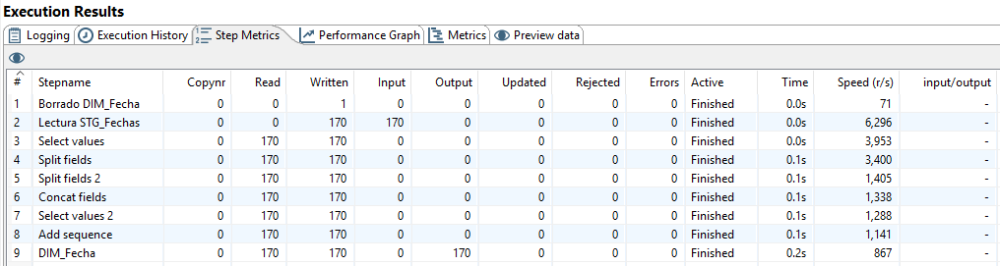 Execution Results
Logging Execution History Step Metrics Performance Graph Metrics Preview data
# Stepname Copynr Read Written Input Output Updated Rejected Errors Active Time Speed (r/s) input/output
1 Borrado DIM_Fecha 0 0 1 0 0 0 0 0 Finished 0.0s 71 -
2 Lectura STG_Fechas 0 0 170 170 0 0 0 0 Finished 0.0s 6,296 -
3 Select values 0 170 170 0 0 0 0 0 Finished 0.0s 3,953 -
4 Split fields 0 170 170 0 0 0 0 0 Finished 0.1s 3,400 -
5 Split fields 2 0 170 170 0 0 0 0 0 Finished 0.1s 1,405 -
6 Concat fields 0 170 170 0 0 0 0 0 Finished 0.1s 1,338 -
7 Select values 2 0 170 170 0 0 0 0 0 Finished 0.1s 1,288 -
8 Add sequence 0 170 170 0 0 0 0 0 Finished 0.1s 1,141 -
9 DIM_Fecha 0 170 170 0 170 0 0 0 Finished 0.2s 867 -